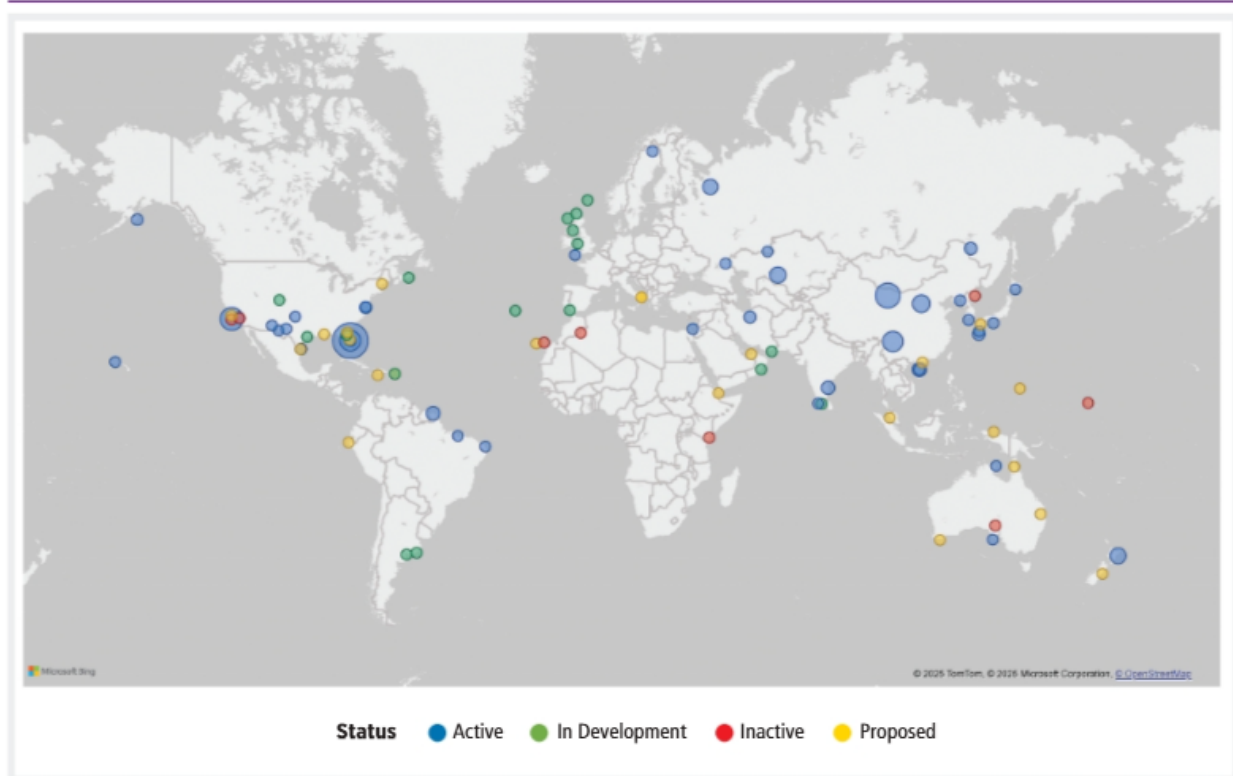 Microsoft Bing
© 2025 TomTom, © 2025 Microsoft Corporation, © OpenStreetMap
Status Active In Development Inactive Proposed